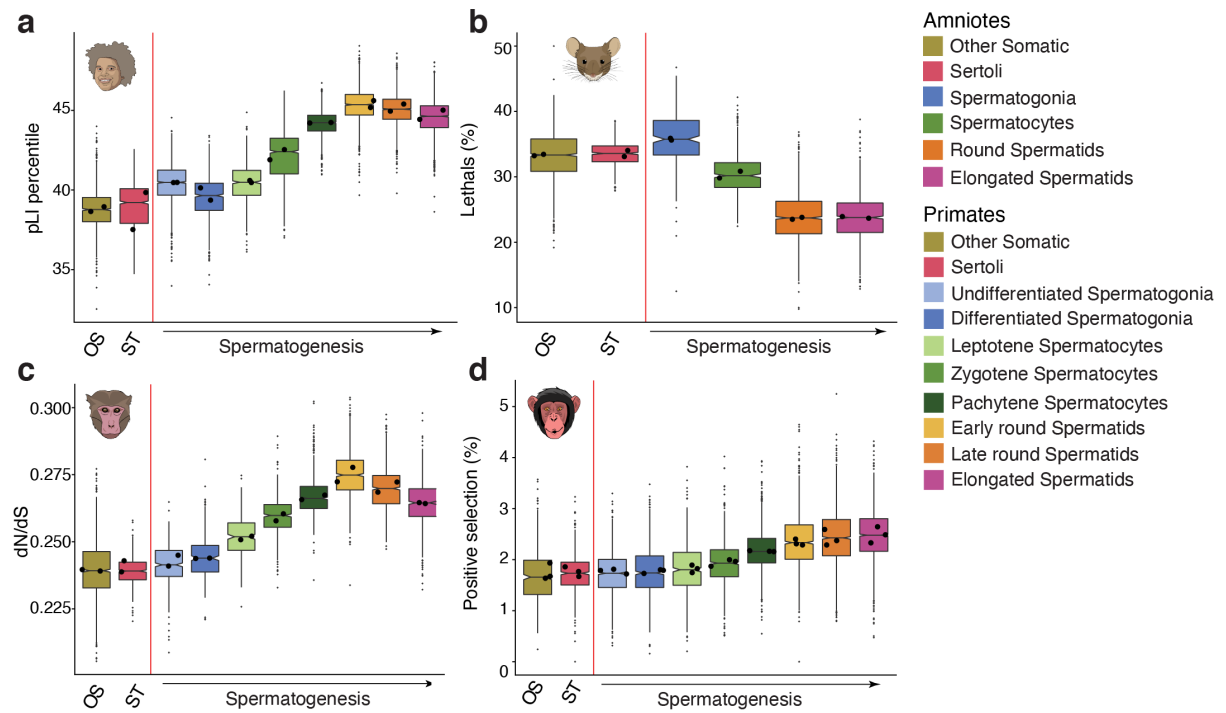 a
pLI percentile
45
40
35
OS
ST
Spermatogenesis
b
Lethals (%)
50
40
30
20
10
OS
ST
Spermatogenesis
c
dN/dS
0.300
0.275
0.250
0.225
OS
ST
Spermatogenesis
d
Positive selection (%)
5
4
3
2
1
0
OS
ST
Spermatogenesis
Amniotes
Other Somatic
Sertoli
Spermatogonia
Spermatocytes
Round Spermatids
Elongated Spermatids
Primates
Other Somatic
Sertoli
Undifferentiated Spermatogonia
Differentiated Spermatogonia
Leptotene Spermatocytes
Zygotene Spermatocytes
Pachytene Spermatocytes
Early round Spermatids
Late round Spermatids
Elongated Spermatids